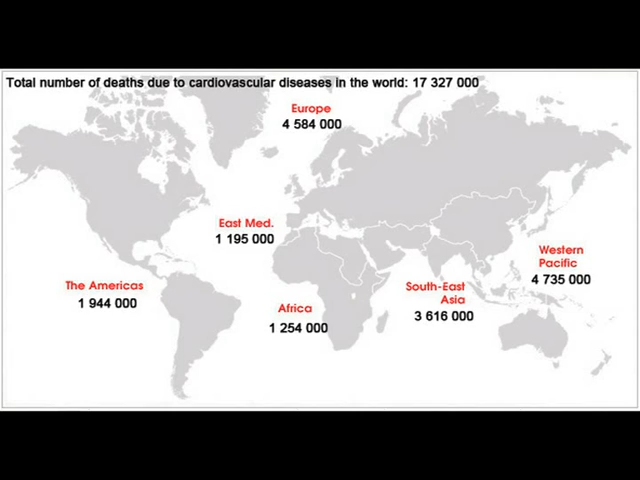 Total number of deaths due to cardiovascular diseases in the world: 17 327 000
Europe
4 584 000
East Med.
1 195 000
Western
Pacific
4 735 000
The Americas
1 944 000
South-East
Asia
3 616 000
Africa
1 254 000